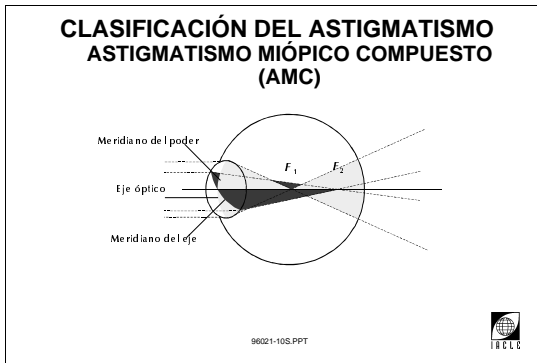 CLASIFICACIÓN DEL ASTIGMATISMO
ASTIGMATISMO MIÓPICO COMPUESTO
(AMC)
Meridiano del poder
F1
F2
Eje óptico
Meridiano del eje
96021-10S.PPT
IACLE